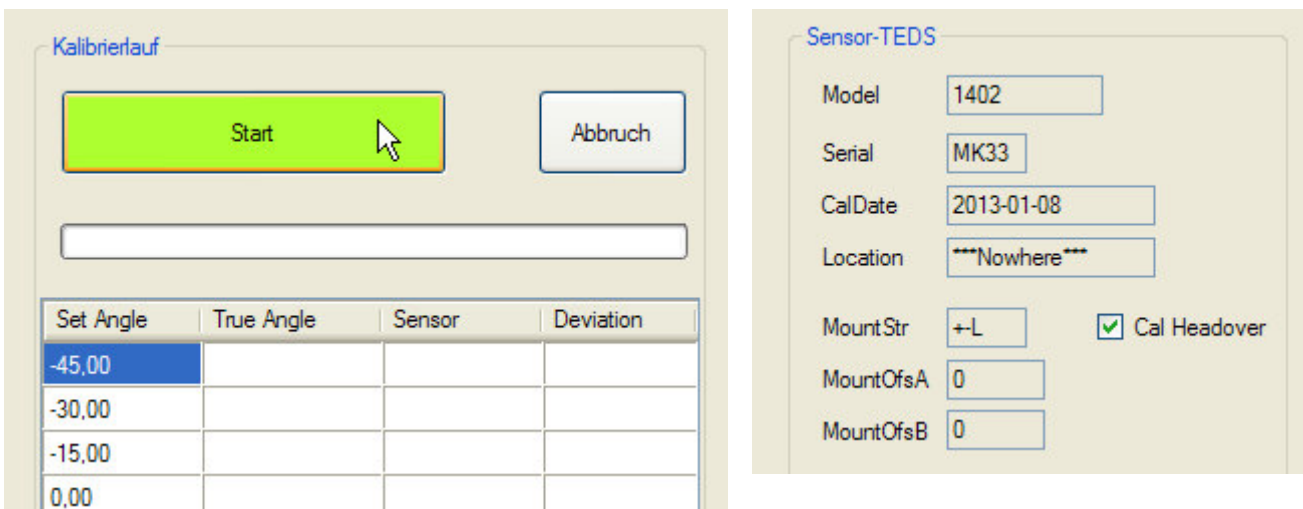 Kalibrierlauf
Start
Abbruch
Set Angle True Angle Sensor Deviation
-45,00
-30,00
-15,00
0,00
Sensor-TEDS
Model 1402
Serial MK33
CalDate 2013-01-08
Location ***Nowhere***
MountStr +-L Cal Headover
MountOfsA 0
MountOfsB 0